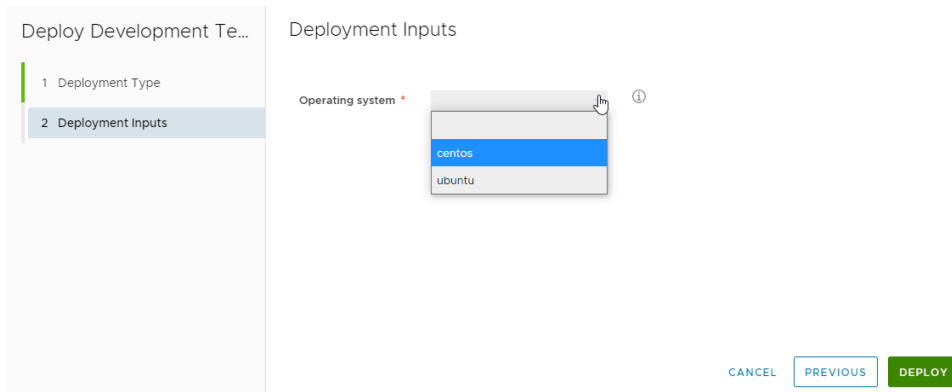 Deploy Development Te...
1 Deployment Type
2 Deployment Inputs
Deployment Inputs
Operating system *
centos
ubuntu
CANCEL
PREVIOUS
DEPLOY